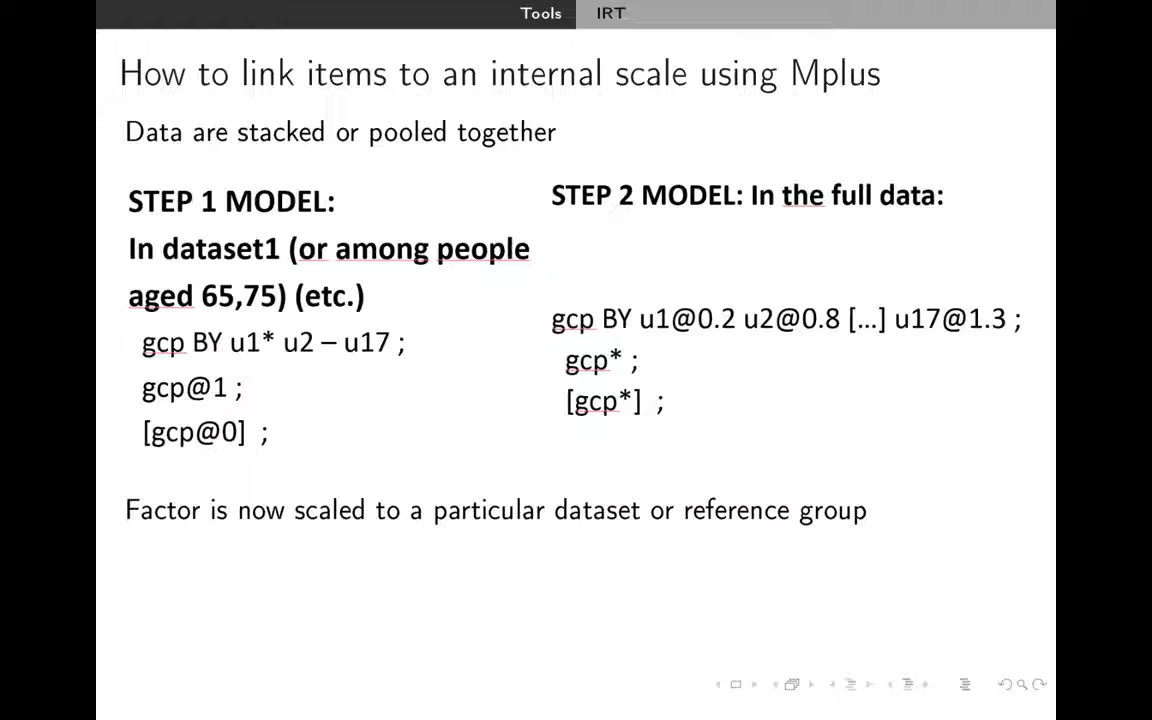 Tools IRT
How to link items to an internal scale using Mplus
Data are stacked or pooled together
STEP 1 MODEL:
In dataset1 (or among people
aged 65,75) (etc.)
gcp BY u1* u2 – u17 ;
gcp@1 ;
[gcp@0] ;
STEP 2 MODEL: In the full data:
gcp BY u1@0.2 u2@0.8 [...] u17@1.3 ;
gcp* ;
[gcp*] ;
Factor is now scaled to a particular dataset or reference group